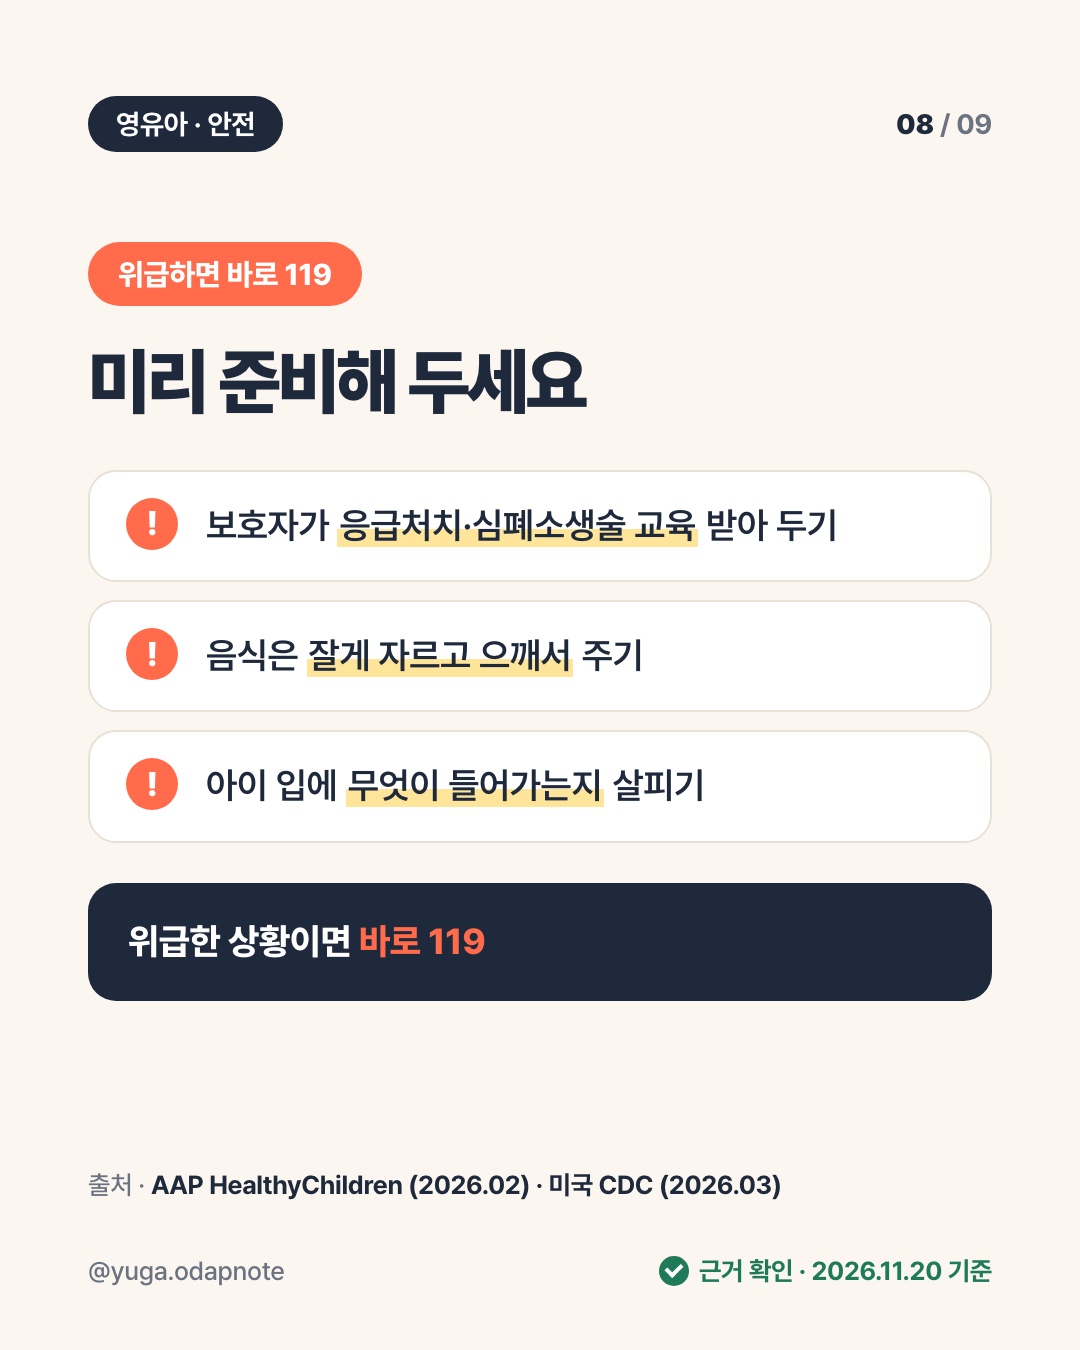 영유아 · 안전
08 / 09
위급하면 바로 119
미리 준비해 두세요
! 보호자가 응급처치·심폐소생술 교육 받아 두기
! 음식은 잘게 자르고 으깨서 주기
! 아이 입에 무엇이 들어가는지 살피기
위급한 상황이면 바로 119
출처 · AAP HealthyChildren (2026.02) · 미국 CDC (2026.03)
@yuga.odapnote
근거 확인 · 2026.11.20 기준